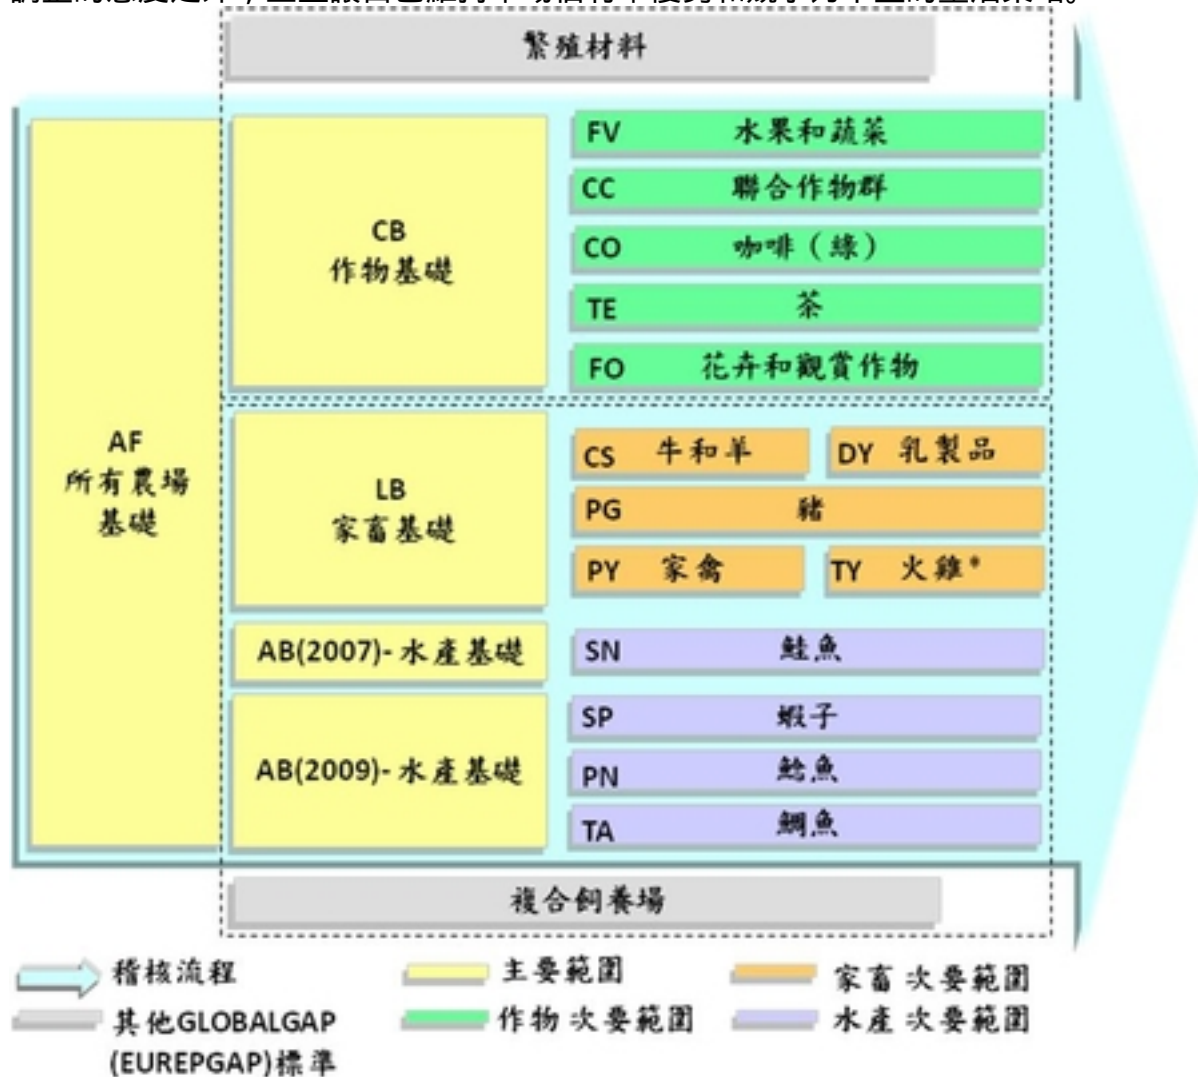 繁殖材料
FV 水果和蔬菜
CC 聯合作物群
CB
作物基礎
CO 咖啡（綠）
TE 茶
FO 花卉和觀賞作物
AF
所有農場
基礎
CS 牛和羊 DY 乳製品
LB
家畜基礎
PG 豬
PY 家禽 TY 火雞*
AB(2007)-水產基礎 SN 鮭魚
SP 蝦子
AB(2009)-水產基礎 PN 鯰魚
TA 鯛魚
複合飼養場
稽核流程 主要範圍 家畜 次要範圍
其他GLOBALGAP 作物 次要範圍 水產 次要範圍
(EUREPGAP)標準